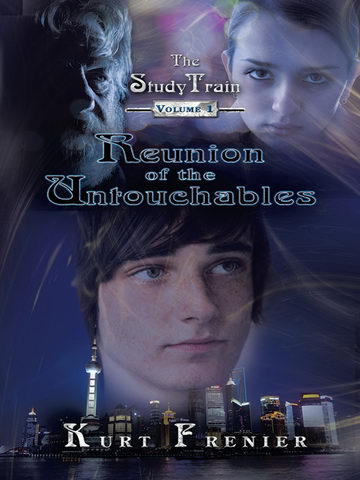 The
StudyTrain
Volume 1
Reunion
of the
Untouchables
Kurt Frenier